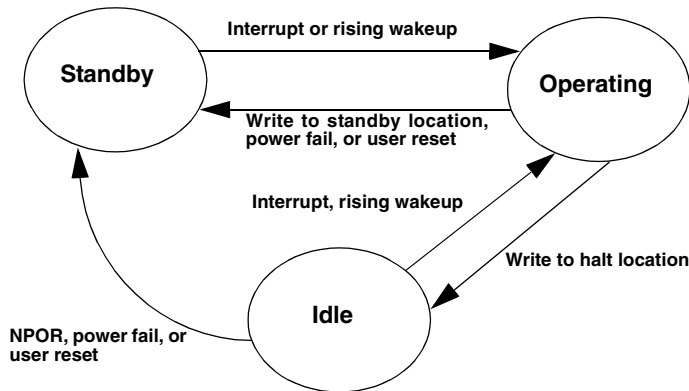 Interrupt or rising wakeup
Standby
Operating
Write to standby location,
power fail, or user reset
Interrupt, rising wakeup
Write to halt location
Idle
NPOR, power fail, or
user reset